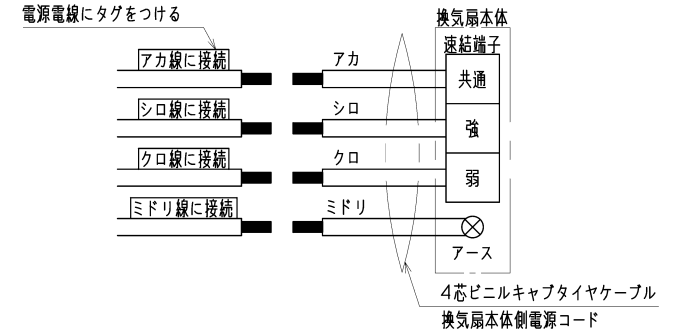 電源電線にタグをつける
換気扇本体
速結端子
アカ線に接続
アカ
共通
シロ線に接続
シロ
強
クロ線に接続
クロ
弱
ミドリ線に接続
ミドリ
アース
4芯ビニルキャブタイヤケーブル
換気扇本体側電源コード